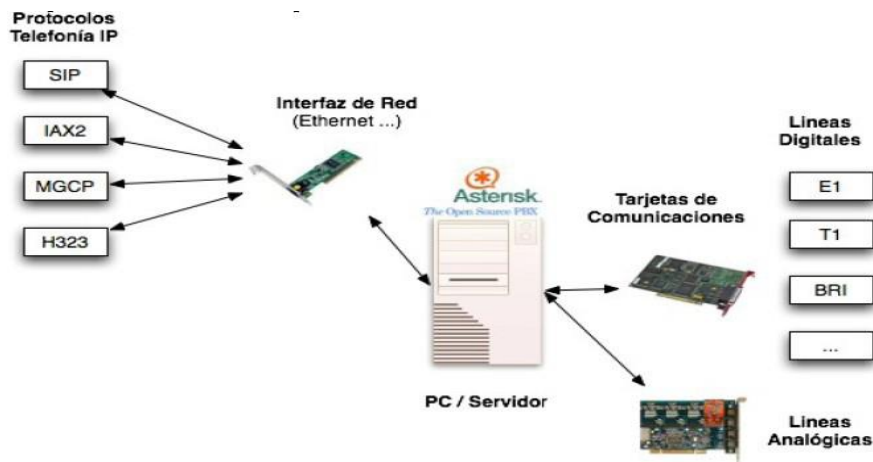 Protocolos
Telefonía IP
SIP
IAX2
MGCP
H323
Interfaz de Red
(Ethernet ...)
Asterisk
The Open Source PBX
PC / Servidor
Tarjetas de
Comunicaciones
Lineas
Digitales
E1
T1
BRI
...
Lineas
Analógicas